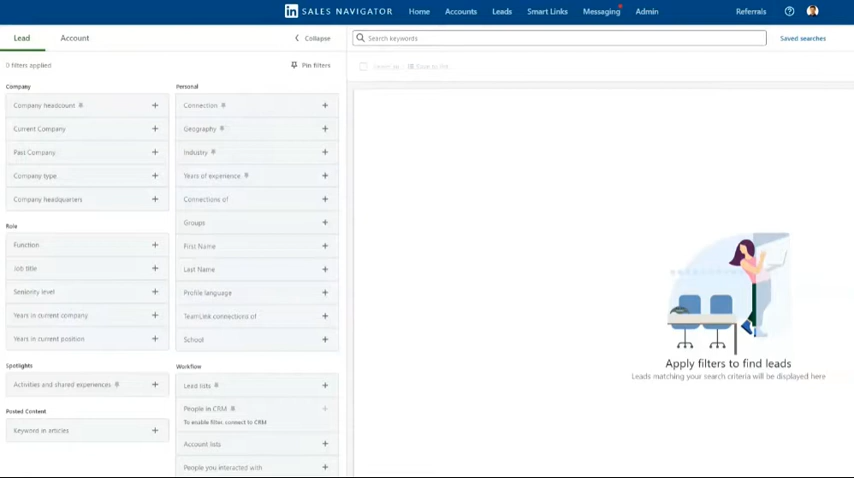 in SALES NAVIGATOR Home Accounts Leads Smart Links Messaging Admin Referrals
Lead Account Collapse
Search keywords
Saved searches
0 filters applied Pin filters
Save to list
Company
Company headcount
Current Company
Past Company
Company type
Company headquarters
Role
Function
Job title
Seniority level
Years in current company
Years in current position
Spotlights
Activities and shared experiences
Posted Content
Keyword in articles
Personal
Connection
Geography
Industry
Years of experience
Connections of
Groups
First Name
Last Name
Profile language
TeamLink connections of
School
Workflow
Lead lists
People in CRM
To enable filter, connect to CRM
Account lists
People you interacted with
Apply filters to find leads
Leads matching your search criteria will be displayed here